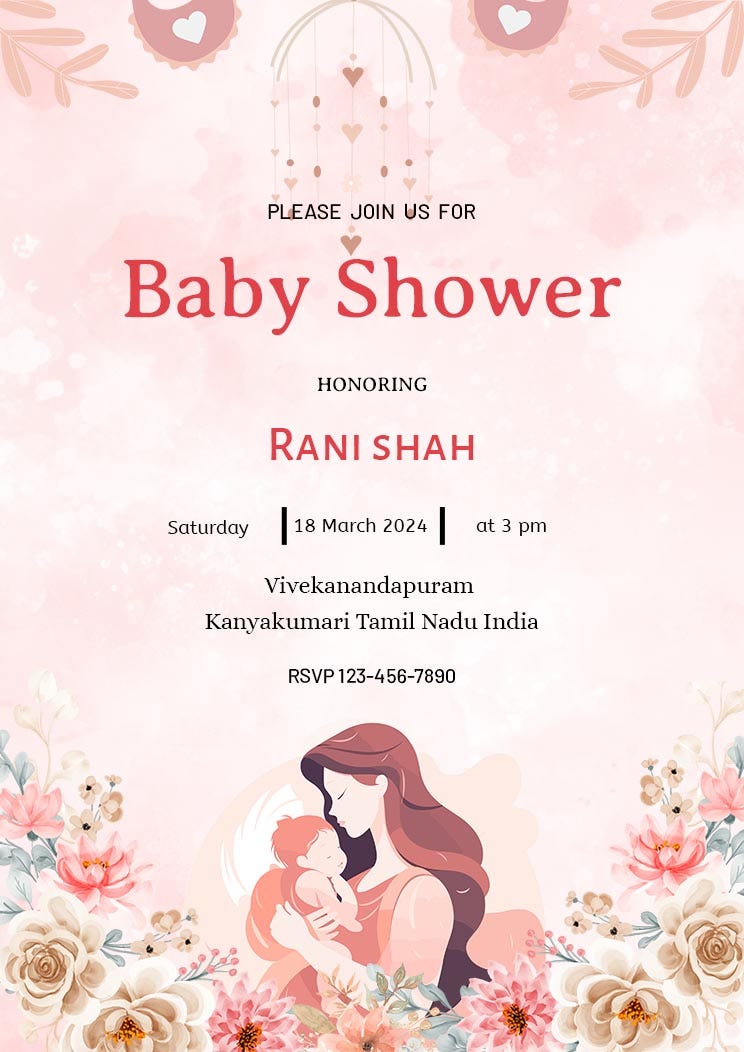 PLEASE JOIN US FOR
Baby Shower
HONORING
RANI SHAH
Saturday | 18 March 2024 | at 3 pm
Vivekanandapuram
Kanyakumari Tamil Nadu India
RSVP 123-456-7890